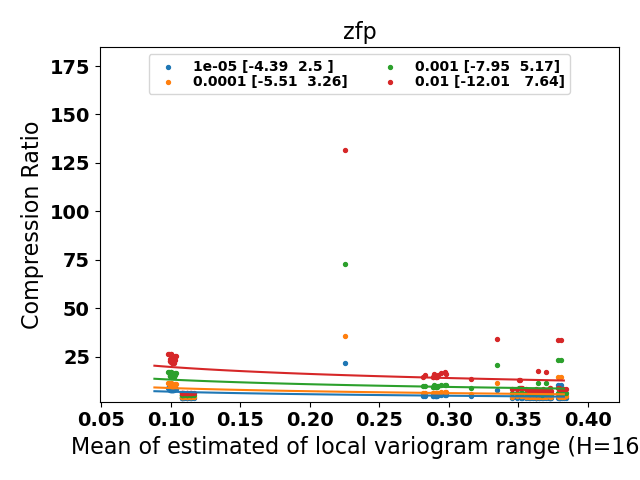 zfp
1e-05 [-4.39 2.5 ]
0.0001 [-5.51 3.26]
0.001 [-7.95 5.17]
0.01 [-12.01 7.64]
Compression Ratio
175
150
125
100
75
50
25
0.05 0.10 0.15 0.20 0.25 0.30 0.35 0.40
Mean of estimated of local variogram range (H=16